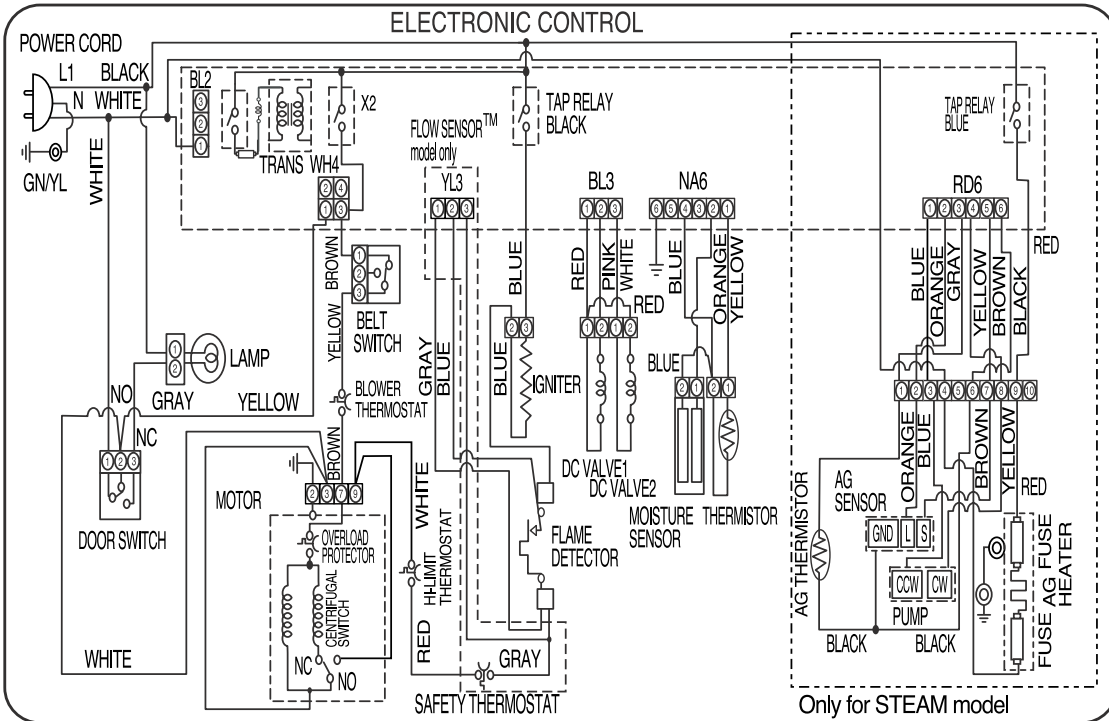 ELECTRONIC CONTROL
POWER CORD
L1 BLACK
N WHITE
GN/YL
WHITE
BL2
3
2
1
TRANS
X2
WH4
2 4
1 3
FLOW SENSOR™
model only
YL3
1 2 3
TAP RELAY
BLACK
BL3
1 2 3
NA6
6 5 4 3 2 1
TAP RELAY
BLUE
RD6
1 2 3 4 5 6
RED
BROWN
1
2
3
BELT
SWITCH
YELLOW
BLUE
RED
PINK
WHITE
BLUE
ORANGE
YELLOW
BLUE
ORANGE
GRAY
YELLOW
BROWN
BLACK
1
2
LAMP
GRAY
YELLOW
NO
NC
1 2 3
DOOR SWITCH
BLOWER
THERMOSTAT
BROWN
GRAY
BLUE
BLUE
2 3
IGNITER
RED
1 2 1 2
DC VALVE1
DC VALVE2
BLUE
2 1 2 1
MOISTURE
SENSOR
THERMISTOR
1 2 3 4 5 6 7 8 9 10
ORANGE
BLUE
BROWN
YELLOW
RED
MOTOR
2 3 7 9
OVERLOAD
PROTECTOR
CENTRIFUGAL
SWITCH
NC
NO
WHITE
WHITE
HI-LIMIT
THERMOSTAT
RED
FLAME
DETECTOR
GRAY
SAFETY THERMOSTAT
AG THERMISTOR
AG
SENSOR
GND L S
CCW CW
PUMP
BLACK
BLACK
FUSE
AG
HEATER
FUSE
Only for STEAM model